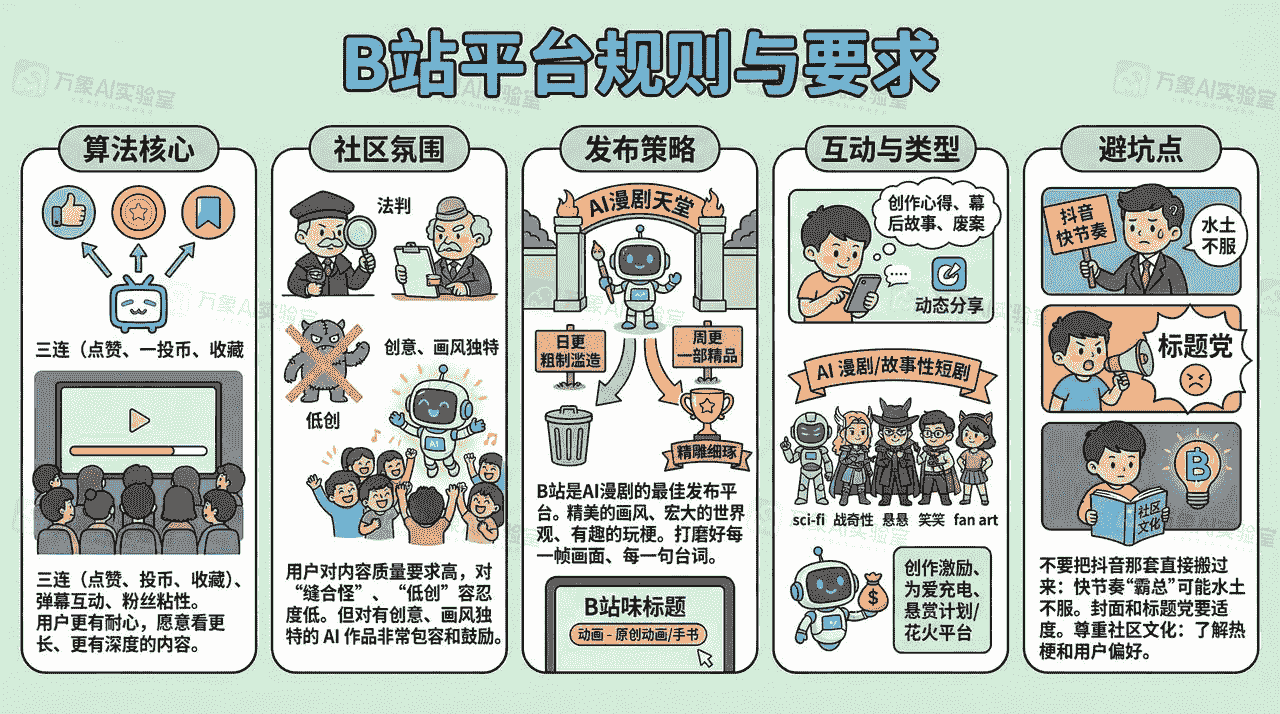 B站平台规则与要求
万象AI实验室
万象AI实验室
万象AI实验室
算法核心
三连（点赞、一投币、收藏
三连（点赞、投币、收藏）、
弹幕互动、粉丝粘性。
用户更有耐心，愿意看更
长、更有深度的内容。
社区氛围
法判
创意、画风独特
低创
AI
用户对内容质量要求高，对
“缝合怪”、“低创”容忍
度低。但对有创意、画风独
特的 AI 作品非常包容和鼓励。
发布策略
AI漫剧天堂
AI
日更
粗制滥造
周更
一部精品
精雕细琢
B站是AI漫剧的最佳发布平
台。精美的画风、宏大的世界
观、有趣的玩梗。打磨好每
一帧画面、每一句台词。
B站味标题
动画 - 原创动画/手书
互动与类型
创作心得、幕
后故事、废案
动态分享
AI 漫剧/故事性短剧
sci-fi 战奇性 悬悬 笑笑 fan art
$
创作激励、
为爱充电、
悬赏计划/
花火平台
避坑点
抖音
快节奏
水土
不服
标题党
B
社区
文化
不要把抖音那套直接搬过
来：快节奏“霸总”可能水土
不服。封面和标题党要适
度。尊重社区文化：了解热
梗和用户偏好。